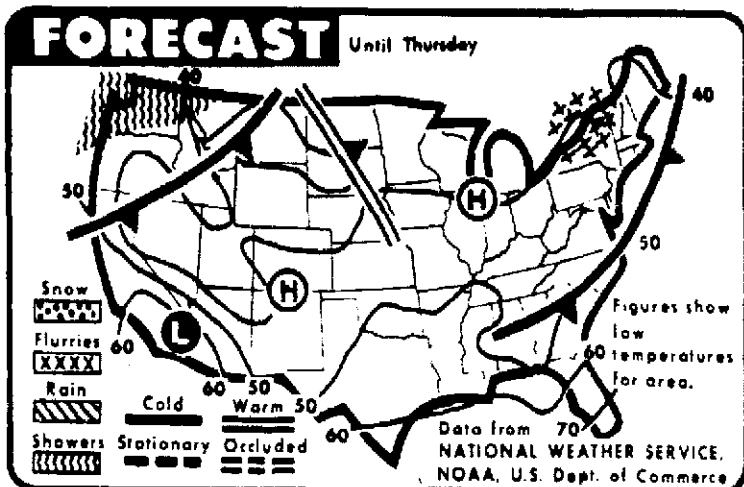 FORECAST Until Thursday
40
40
50
H
H
50
Snow
Flurries
XXXX
L
Rain
60
60
50
50
60
60
70
Figures show
low
temperatures
for area.
Showers
Cold
Warm
Stationary
Occluded
Data from
NATIONAL WEATHER SERVICE,
NOAA, U.S. Dept. of Commerce